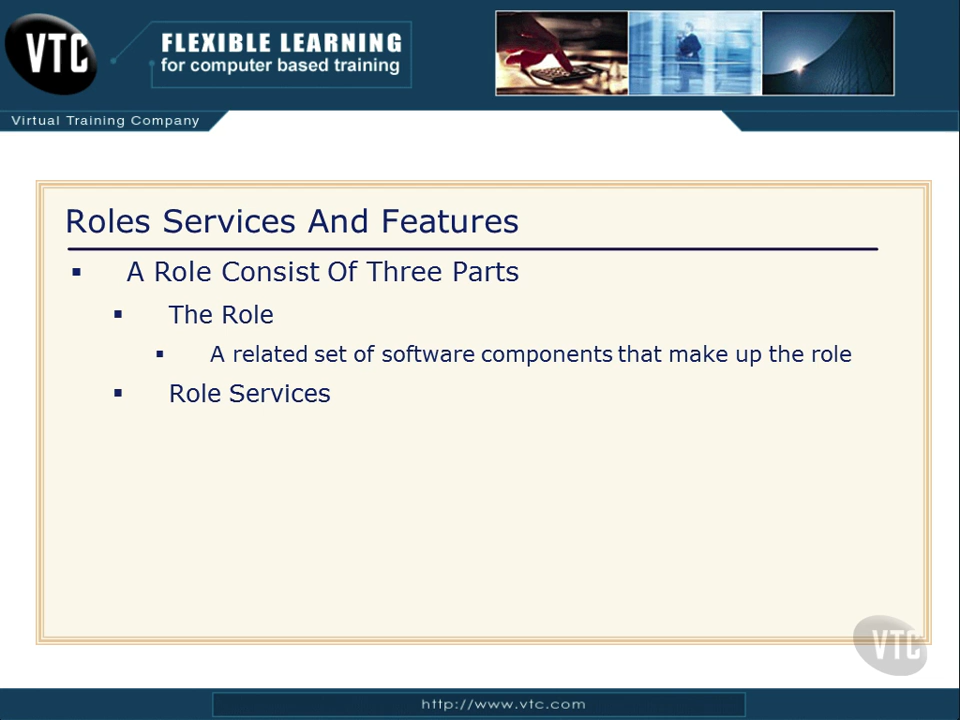 VTC
FLEXIBLE LEARNING
for computer based training
Virtual Training Company
Roles Services And Features
A Role Consist Of Three Parts
The Role
A related set of software components that make up the role
Role Services
VTC
http://www.vtc.com